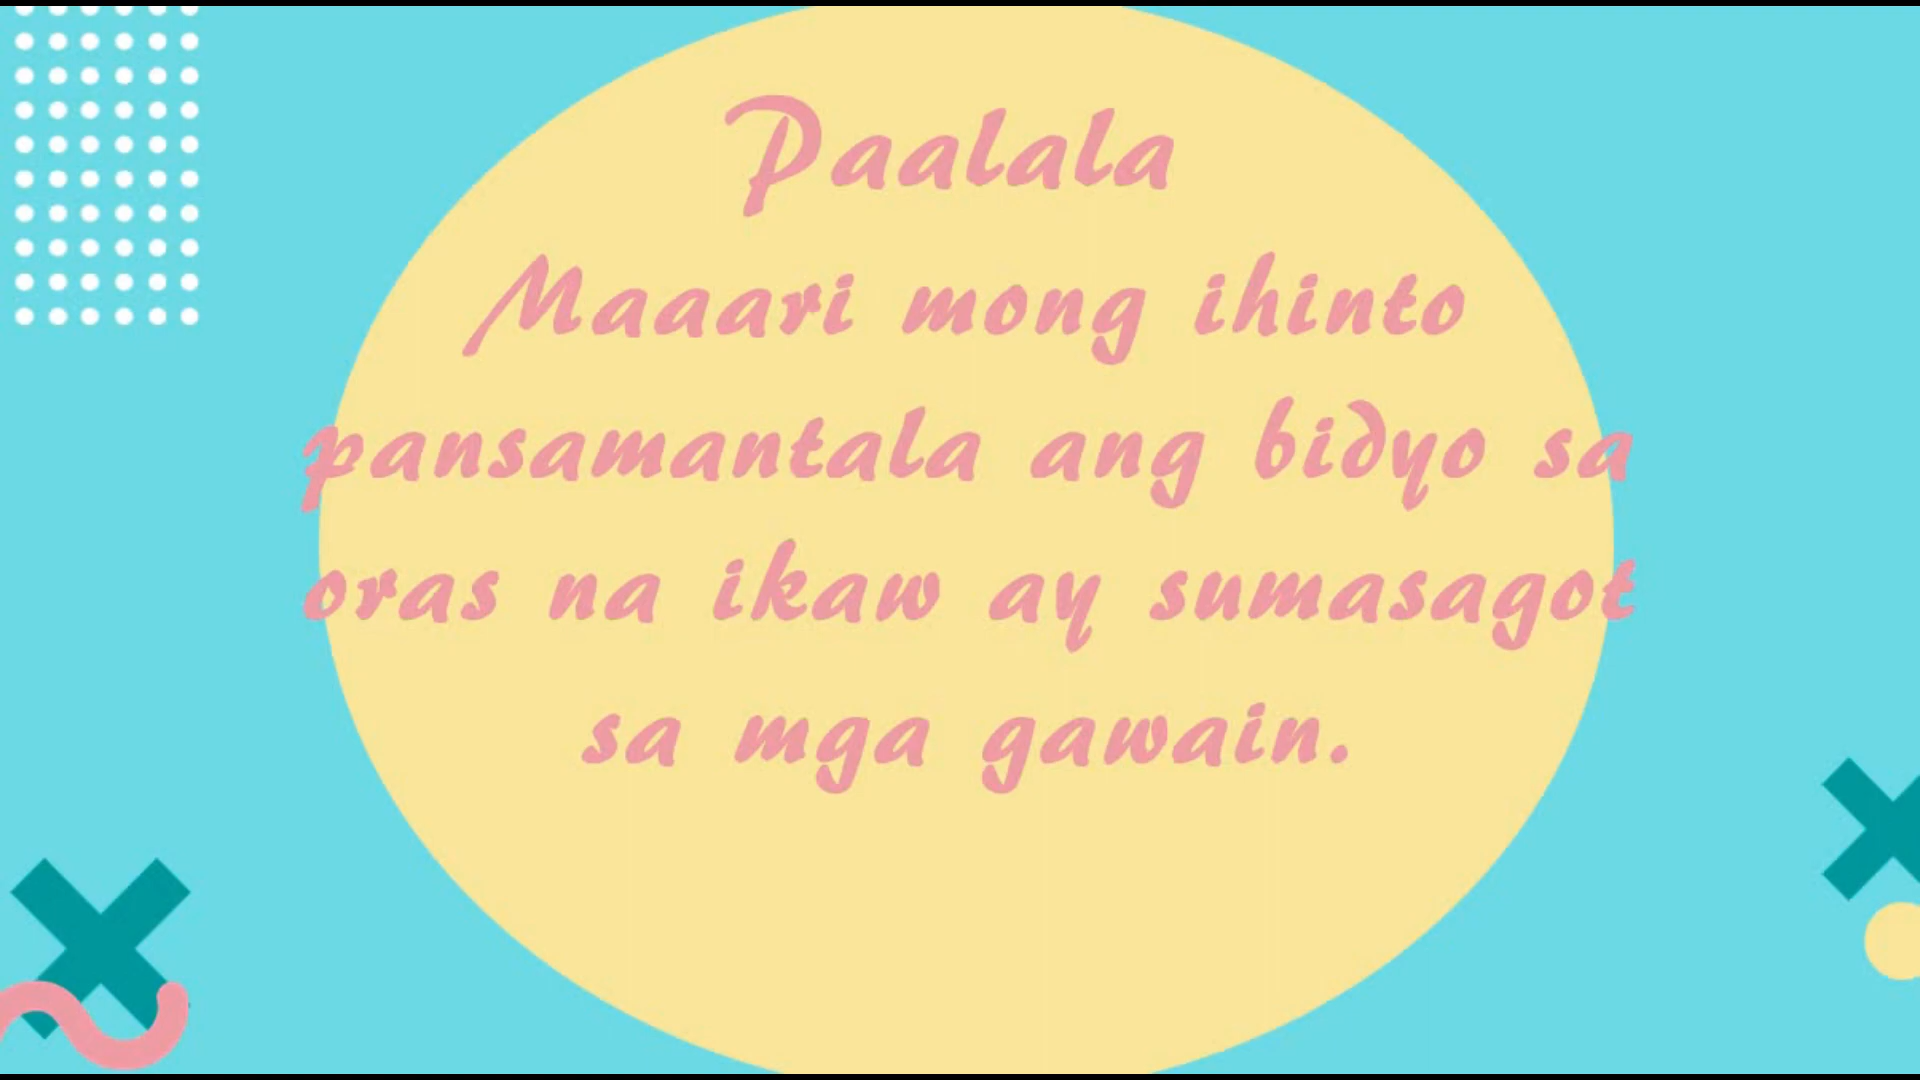 Paalala
Maaari mong ihinto
pansamantala ang bidyo sa
oras na ikaw ay sumasagot
sa mga gawain.